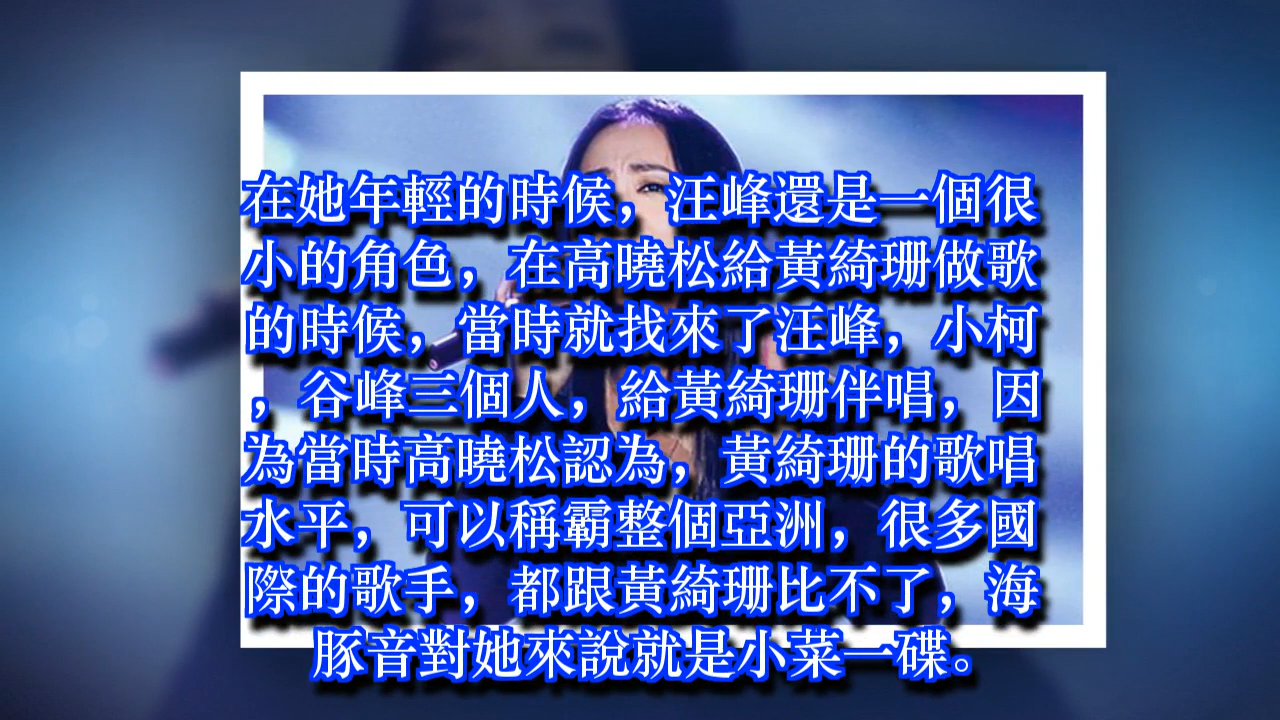 在她年輕的時候，汪峰還是一個很
小的角色，在高曉松給黃綺珊做歌
的時候，當時就找來了汪峰，小柯
，谷峰三個人，給黃綺珊伴唱，因
為當時高曉松認為，黃綺珊的歌唱
水平，可以稱霸整個亞洲，很多國
際的歌手，都跟黃綺珊比不了，海
豚音對她來說就是小菜一碟。